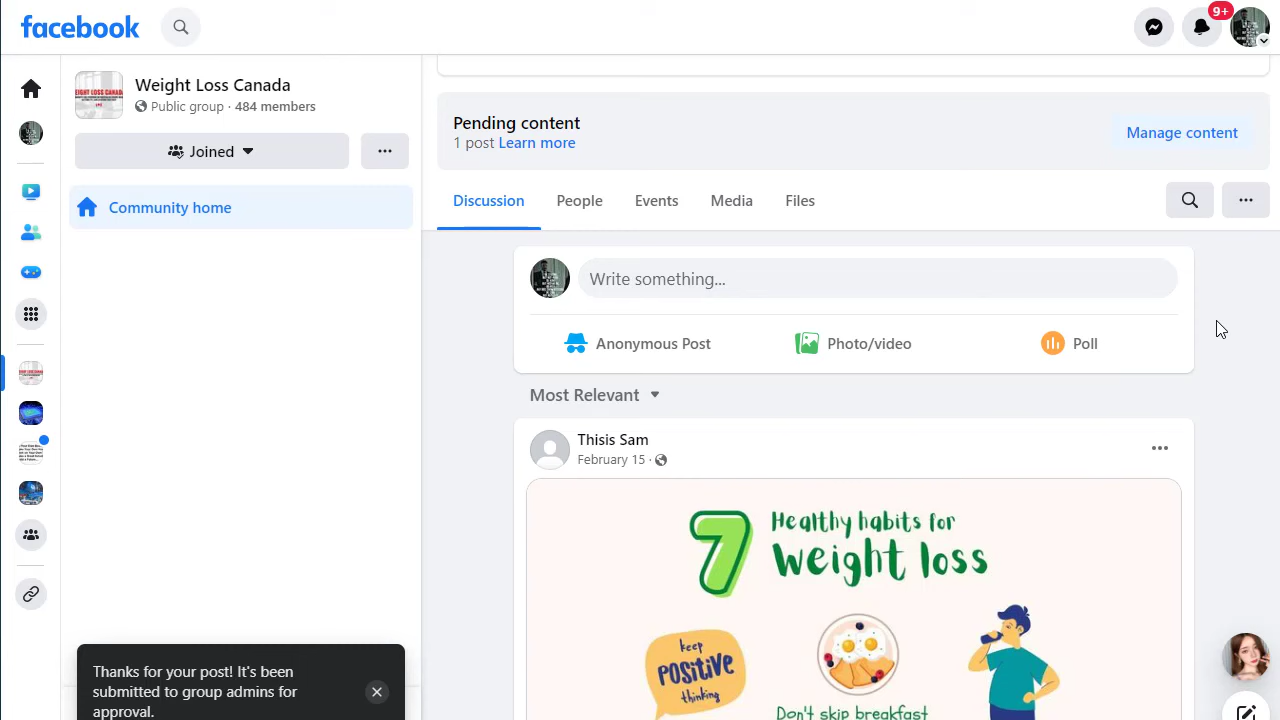 facebook
9+
Weight Loss Canada
Public group · 484 members
Joined
Community home
Pending content
1 post Learn more
Manage content
Discussion
People
Events
Media
Files
Write something...
Anonymous Post
Photo/video
Poll
Most Relevant
Thisis Sam
February 15 ·
7 Healthy habits for
weight loss
keep
POSITIVE
thinking
Don't skip breakfast
Thanks for your post! It's been
submitted to group admins for
approval.